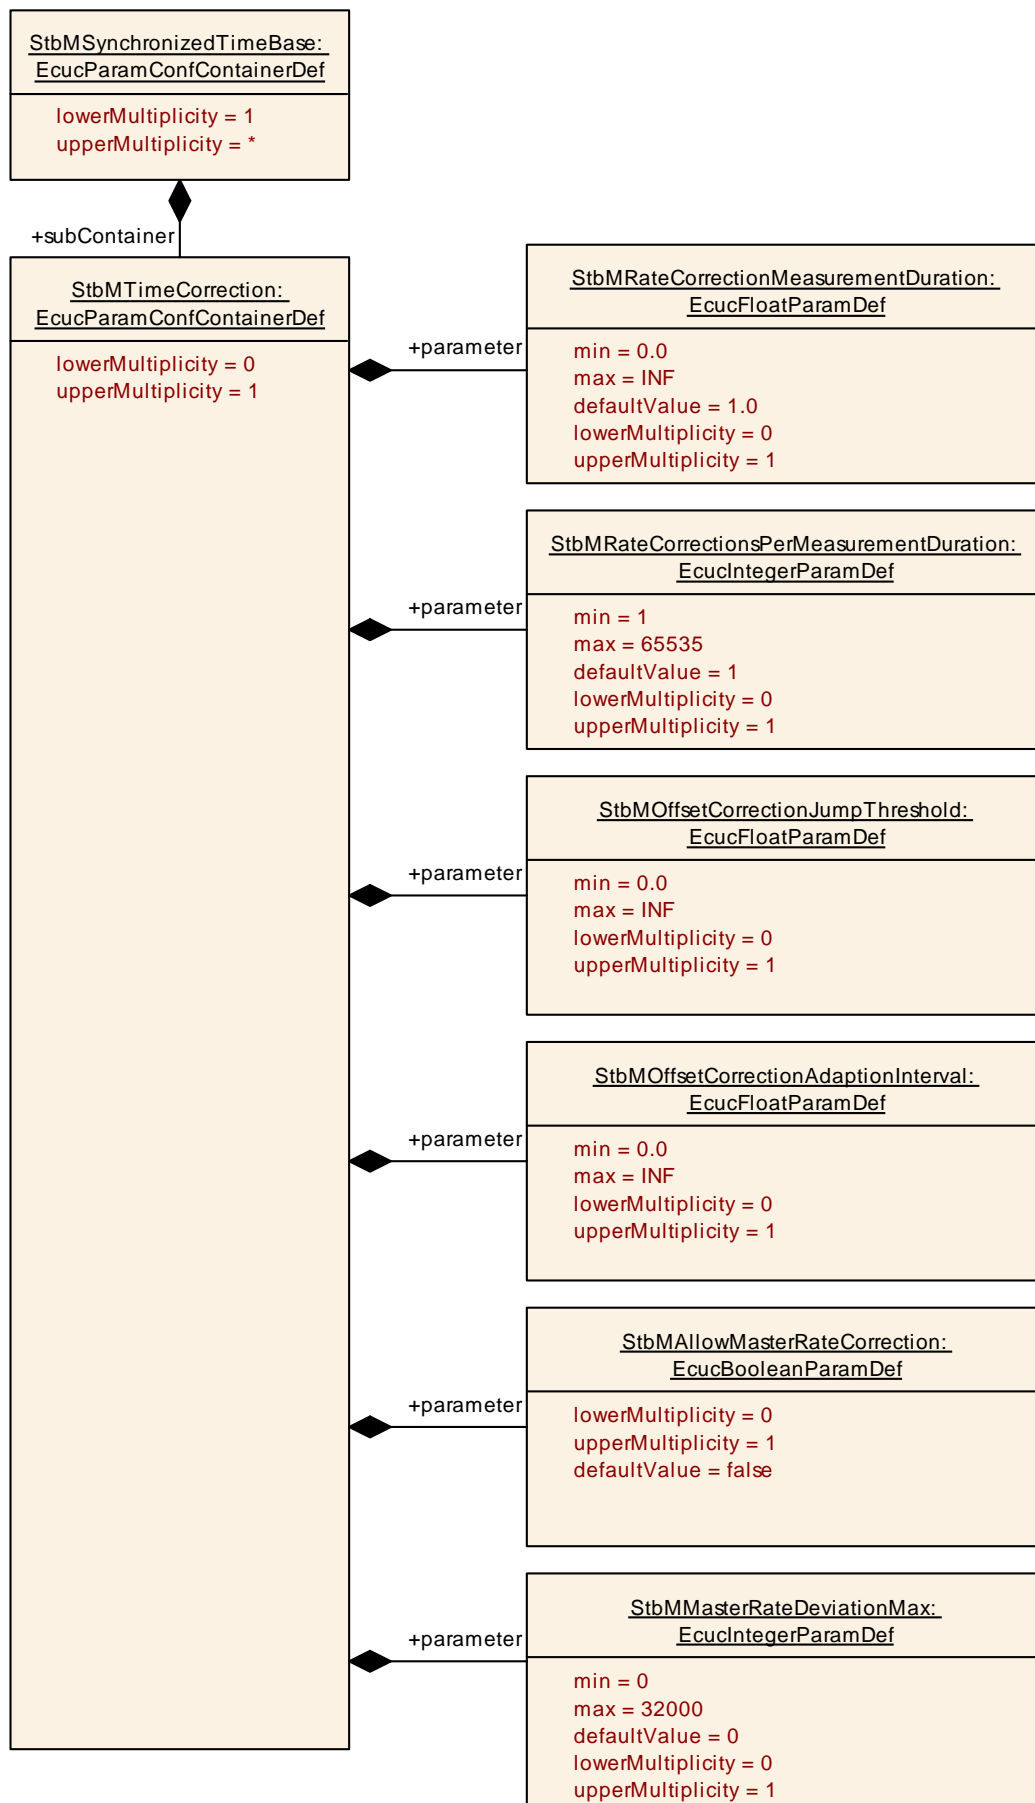 StbMSynchronizedTimeBase:
EcucParamConfContainerDef
lowerMultiplicity = 1
upperMultiplicity = *
+subContainer
StbMTimeCorrection:
EcucParamConfContainerDef
lowerMultiplicity = 0
upperMultiplicity = 1
+parameter
StbMRateCorrectionMeasurementDuration:
EcucFloatParamDef
min = 0.0
max = INF
defaultValue = 1.0
lowerMultiplicity = 0
upperMultiplicity = 1
+parameter
StbMRateCorrectionsPerMeasurementDuration:
EcucIntegerParamDef
min = 1
max = 65535
defaultValue = 1
lowerMultiplicity = 0
upperMultiplicity = 1
+parameter
StbMOffsetCorrectionJumpThreshold:
EcucFloatParamDef
min = 0.0
max = INF
lowerMultiplicity = 0
upperMultiplicity = 1
+parameter
StbMOffsetCorrectionAdaptionInterval:
EcucFloatParamDef
min = 0.0
max = INF
lowerMultiplicity = 0
upperMultiplicity = 1
+parameter
StbMAllowMasterRateCorrection:
EcucBooleanParamDef
lowerMultiplicity = 0
upperMultiplicity = 1
defaultValue = false
+parameter
StbMMasterRateDeviationMax:
EcucIntegerParamDef
min = 0
max = 32000
defaultValue = 0
lowerMultiplicity = 0
upperMultiplicity = 1